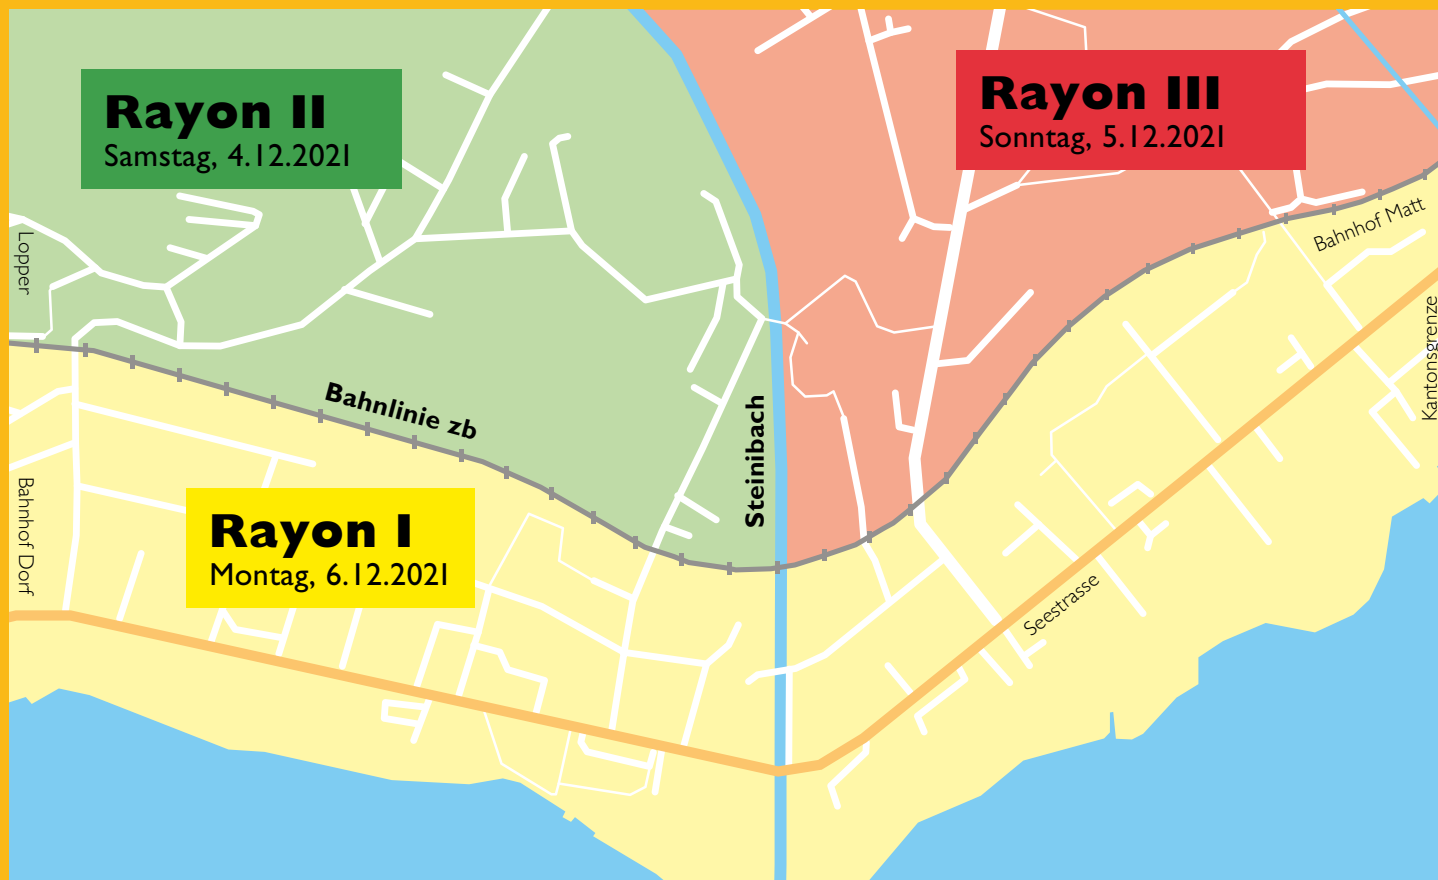 Rayon II
Samstag, 4.12.2021
Rayon III
Sonntag, 5.12.2021
Lopper
Bahnhof Matt
Kantonsgrenze
Bahnlinie zb
Steinibach
Bahnhof Dorf
Rayon I
Montag, 6.12.2021
Seestrasse